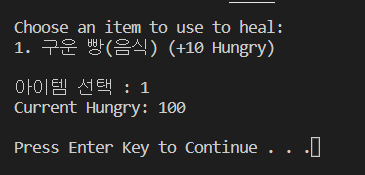 Choose an item to use to heal:
1. 구운 빵(음식) (+10 Hungry)
아이템 선택 : 1
Current Hungry: 100
Press Enter Key to Continue . . .